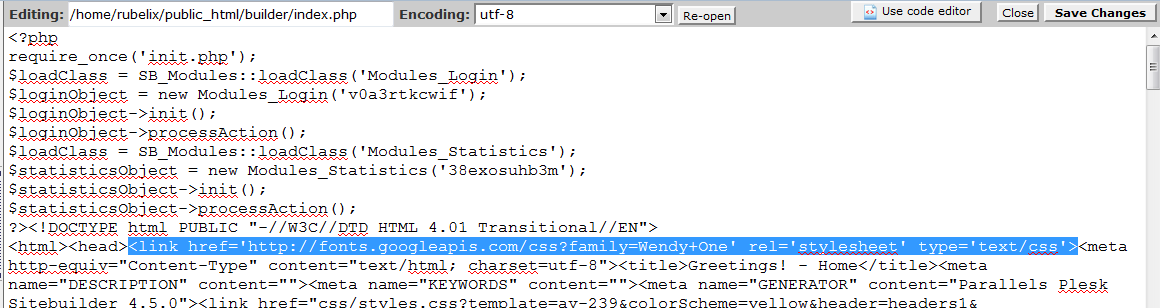 Editing: /home/rubelix/public_html/builder/index.php Encoding: utf-8 Re-open Use code editor Close Save Changes
<?php
require_once('init.php');
$loadClass = SB_Modules::loadClass('Modules_Login');
$loginObject = new Modules_Login('v0a3rtkcwif');
$loginObject->init();
$loginObject->processAction();
$loadClass = SB_Modules::loadClass('Modules_Statistics');
$statisticsObject = new Modules_Statistics('38exosuhb3m');
$statisticsObject->init();
$statisticsObject->processAction();
?><!DOCTYPE html PUBLIC "-//W3C//DTD HTML 4.01 Transitional//EN">
<html><head><link href='http://fonts.googleapis.com/css?family=Wendy+One' rel='stylesheet' type='text/css'><meta
http-equiv="Content-Type" content="text/html; charset=utf-8"><title>Greetings! - Home</title><meta
name="DESCRIPTION" content=""><meta name="KEYWORDS" content=""><meta name="GENERATOR" content="Parallels Plesk
Sitebuilder 4.5.0"><link href="css/styles.css?template=av-239&colorScheme=yellow&header=headers1&